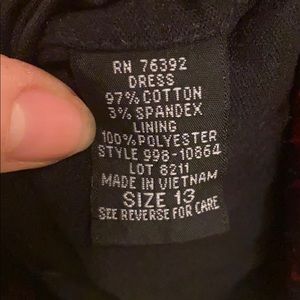 RN 76392
DRESS
97% COTTON
3% SPANDEX
LINING
100%POLYESTER
STYLE 998-10864
LOT 8211
MADE IN VIETNAM
SIZE 13
SEE REVERSE FOR CARE